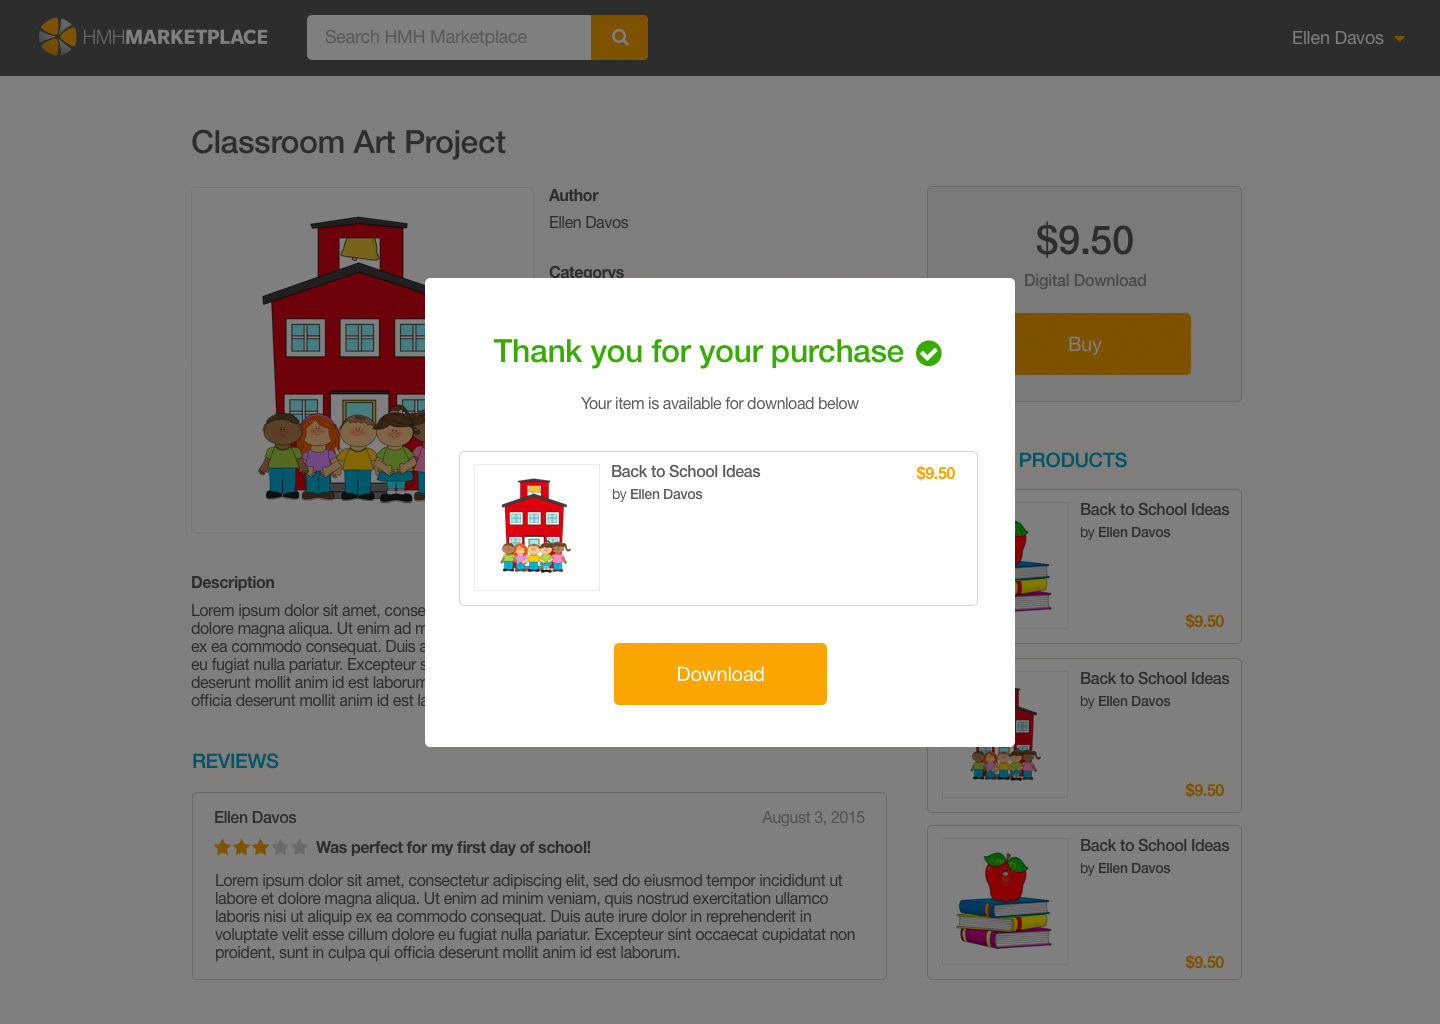 HMHMARKETPLACE
Search HMH Marketplace
Ellen Davos
Classroom Art Project
Author
Ellen Davos
Categorys
$9.50
Digital Download
Buy
Thank you for your purchase
Your item is available for download below
Back to School Ideas
by Ellen Davos
$9.50
Download
Description
Lorem ipsum dolor sit amet, conse
dolore magna aliqua. Ut enim ad
ex ea commodo consequat. Duis
eu fugiat nulla pariatur. Excepteur
deserunt mollit anim id est laborum
officia deserunt mollit anim id est
PRODUCTS
Back to School Ideas
by Ellen Davos
$9.50
Back to School Ideas
by Ellen Davos
$9.50
Back to School Ideas
by Ellen Davos
$9.50
REVIEWS
Ellen Davos
August 3, 2015
Was perfect for my first day of school!
Lorem ipsum dolor sit amet, consectetur adipiscing elit, sed do eiusmod tempor incididunt ut
labore et dolore magna aliqua. Ut enim ad minim veniam, quis nostrud exercitation ullamco
laboris nisi ut aliquip ex ea commodo consequat. Duis aute irure dolor in reprehenderit in
voluptate velit esse cillum dolore eu fugiat nulla pariatur. Excepteur sint occaecat cupidatat non
proident, sunt in culpa qui officia deserunt mollit anim id est laborum.